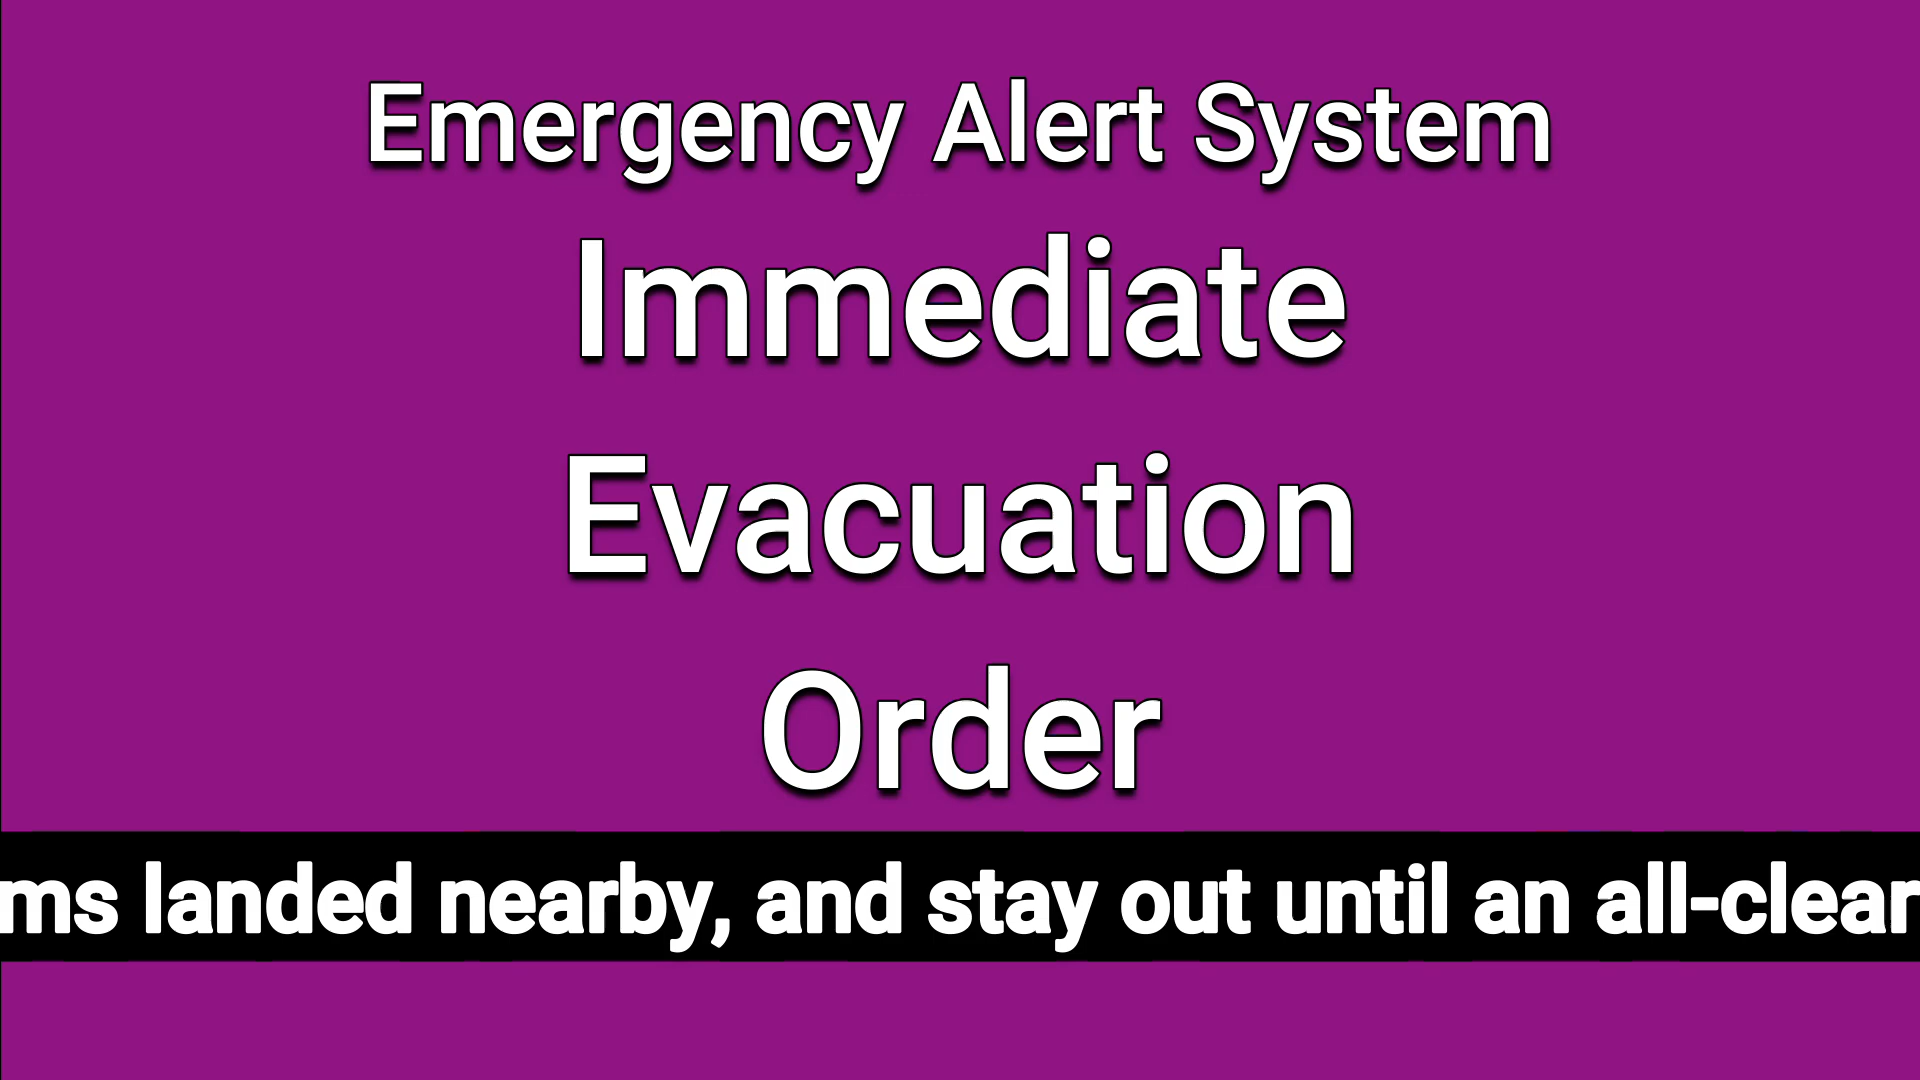 Emergency Alert System
Immediate
Evacuation
Order
ms landed nearby, and stay out until an all-clear